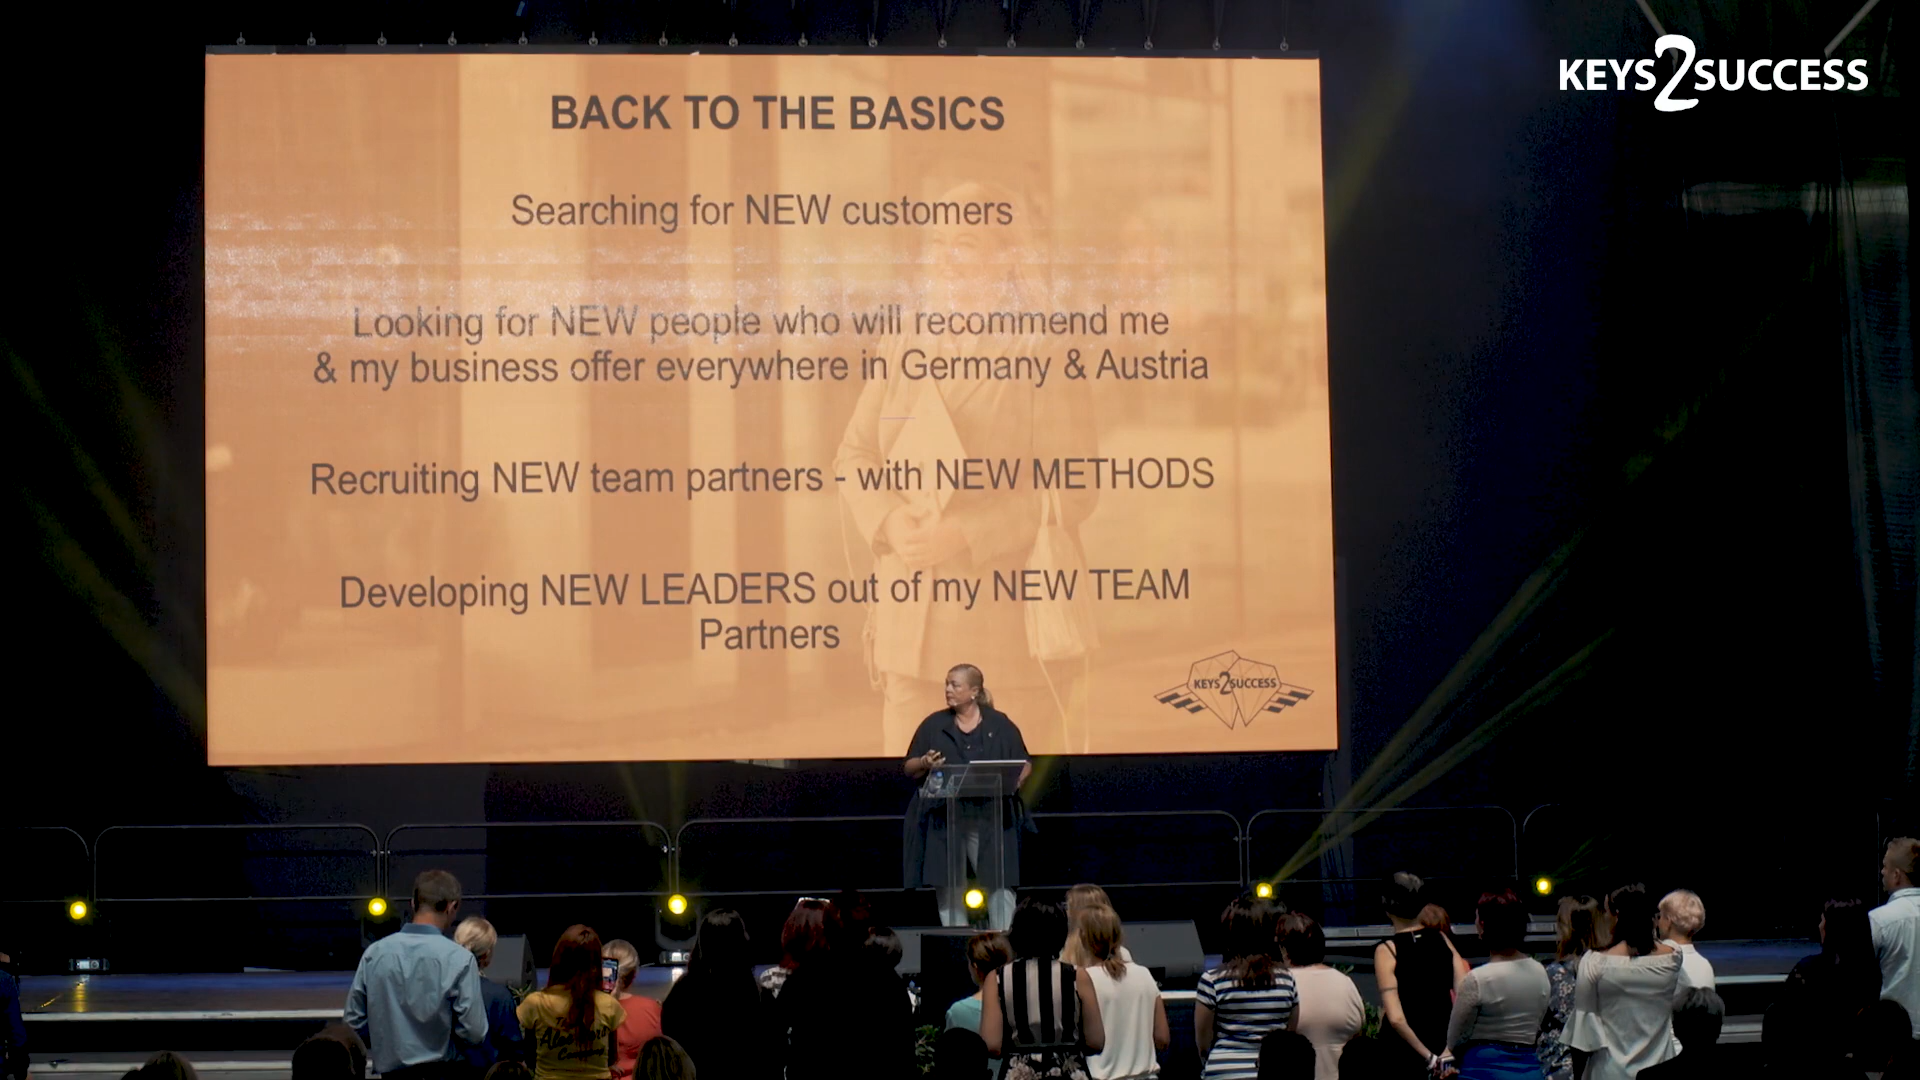 KEYS2SUCCESS
BACK TO THE BASICS
Searching for NEW customers
Looking for NEW people who will recommend me
& my business offer everywhere in Germany & Austria
Recruiting NEW team partners - with NEW METHODS
Developing NEW LEADERS out of my NEW TEAM
Partners
KEYS2SUCCESS